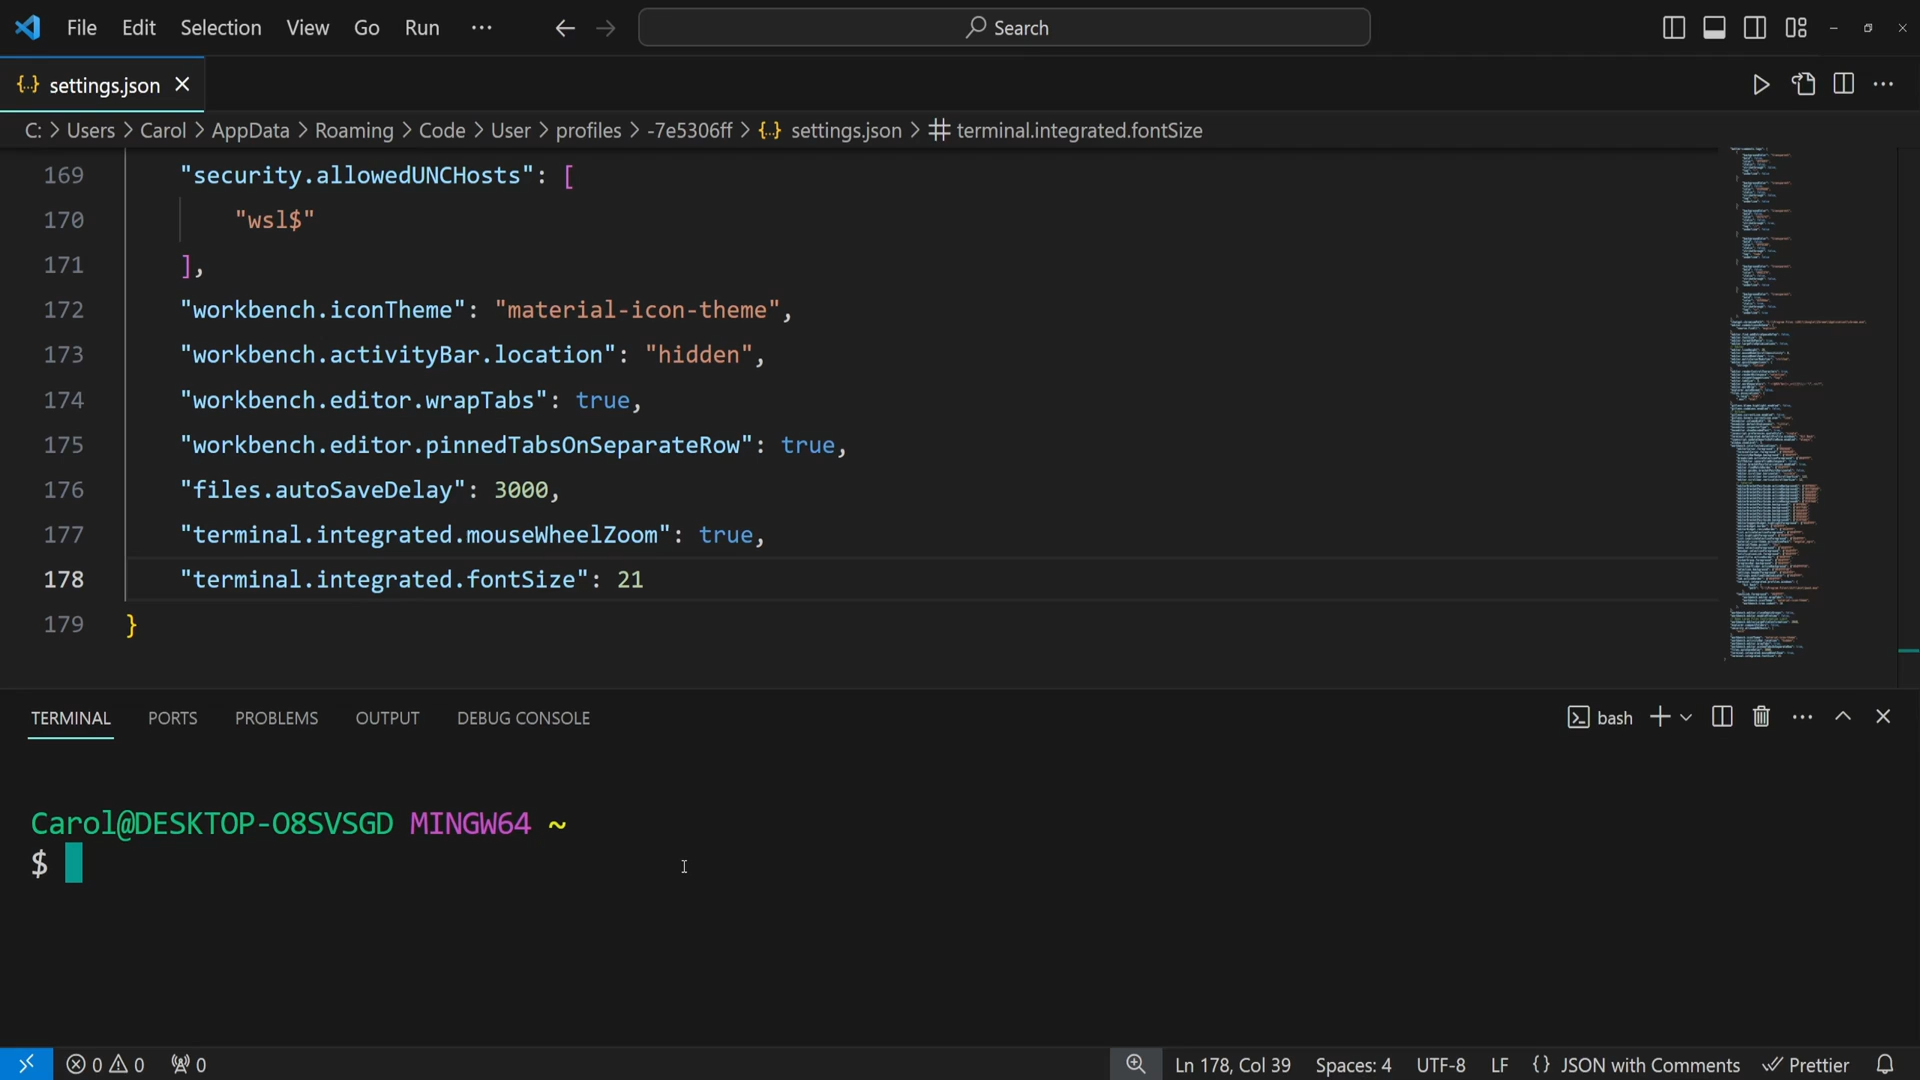 File Edit Selection View Go Run ··· Search
{..} settings.json
C: > Users > Carol > AppData > Roaming > Code > User > profiles > -7e5306ff > {..} settings.json > # terminal.integrated.fontSize
169 "security.allowedUNCHosts": [
170 "wsl$"
171 ],
172 "workbench.iconTheme": "material-icon-theme",
173 "workbench.activityBar.location": "hidden",
174 "workbench.editor.wrapTabs": true,
175 "workbench.editor.pinnedTabsOnSeparateRow": true,
176 "files.autoSaveDelay": 3000,
177 "terminal.integrated.mouseWheelZoom": true,
178 "terminal.integrated.fontSize": 21
179 }
TERMINAL PORTS PROBLEMS OUTPUT DEBUG CONSOLE bash
Carol@DESKTOP-O8SVSGD MINGW64 ~
$
0 0 0 Ln 178, Col 39 Spaces: 4 UTF-8 LF {} JSON with Comments Prettier